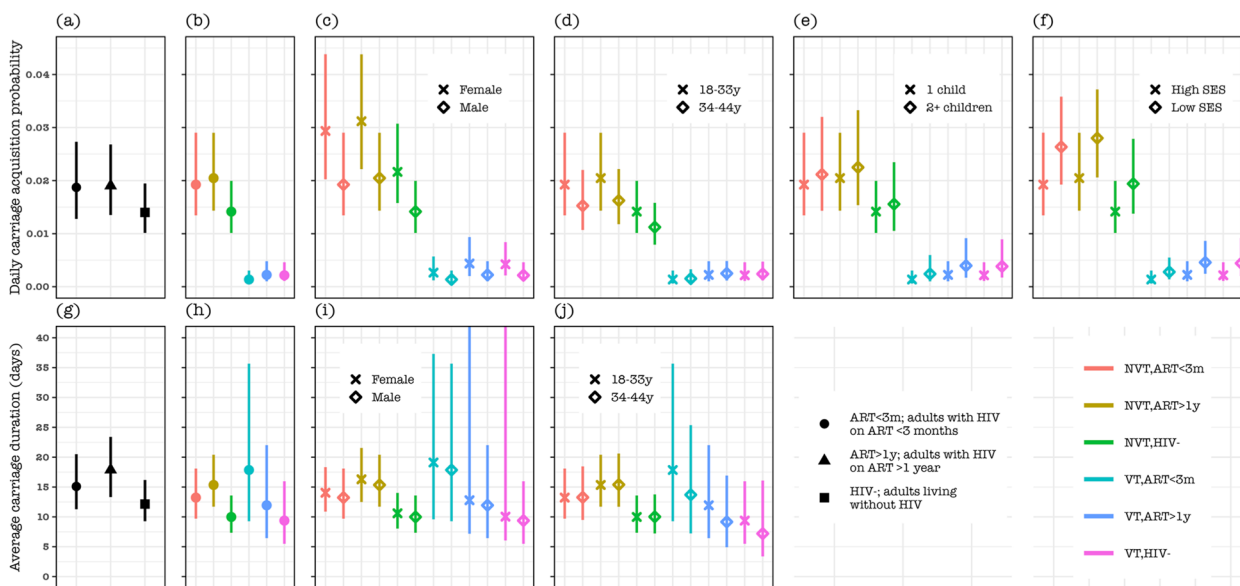 (a)
(b)
(c)
(d)
(e)
(f)
Daily carriage acquisition probability
0.04
0.03
0.02
0.01
0.00
Female
Male
18-33y
34-44y
1 child
2+ children
High SES
Low SES
(g)
(h)
(i)
(j)
Average carriage duration (days)
40
35
30
25
20
15
10
5
0
Female
Male
18-33y
34-44y
ART<3m; adults with HIV
on ART <3 months
ART>1y; adults with HIV
on ART >1 year
HIV-; adults living
without HIV
NVT,ART<3m
NVT,ART>1y
NVT,HIV-
VT,ART<3m
VT,ART>1y
VT,HIV-